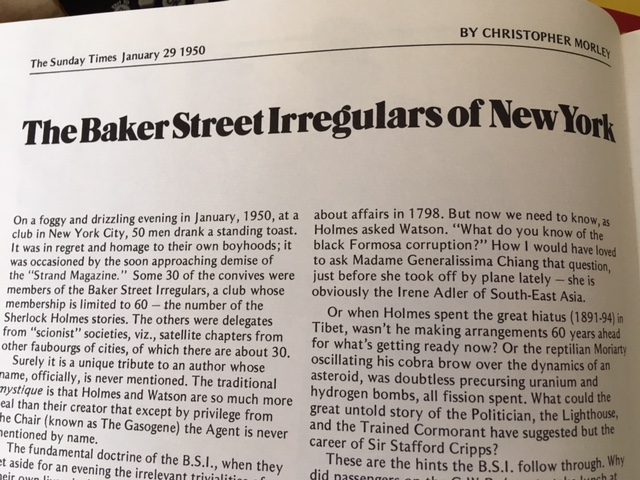 The Sunday Times January 29 1950
BY CHRISTOPHER MORLEY
The Baker Street Irregulars of New York
On a foggy and drizzling evening in January, 1950, at a
club in New York City, 50 men drank a standing toast.
It was in regret and homage to their own boyhoods; it
was occasioned by the soon approaching demise of
the "Strand Magazine." Some 30 of the convives were
members of the Baker Street Irregulars, a club whose
membership is limited to 60 — the number of the
Sherlock Holmes stories. The others were delegates
from "scionist" societies, viz., satellite chapters from
other faubourgs of cities, of which there are about 30.
Surely it is a unique tribute to an author whose
name, officially, is never mentioned. The traditional
mystique is that Holmes and Watson are so much more
eal than their creator that except by privilege from
he Chair (known as The Gasogene) the Agent is never
mentioned by name.
The fundamental doctrine of the B.S.I., when they
et aside for an evening the irrelevant trivialities of
about affairs in 1798. But now we need to know, as
Holmes asked Watson. "What do you know of the
black Formosa corruption?" How I would have loved
to ask Madame Generalissima Chiang that question,
just before she took off by plane lately — she is
obviously the Irene Adler of South-East Asia.
Or when Holmes spent the great hiatus (1891-94) in
Tibet, wasn't he making arrangements 60 years ahead
for what's getting ready now? Or the reptilian Moriarty
oscillating his cobra brow over the dynamics of an
asteroid, was doubtless precursing uranium and
hydrogen bombs, all fission spent. What could the
great untold story of the Politician, the Lighthouse,
and the Trained Cormorant have suggested but the
career of Sir Stafford Cripps?
These are the hints the B.S.I. follow through. Why
did passengers on the